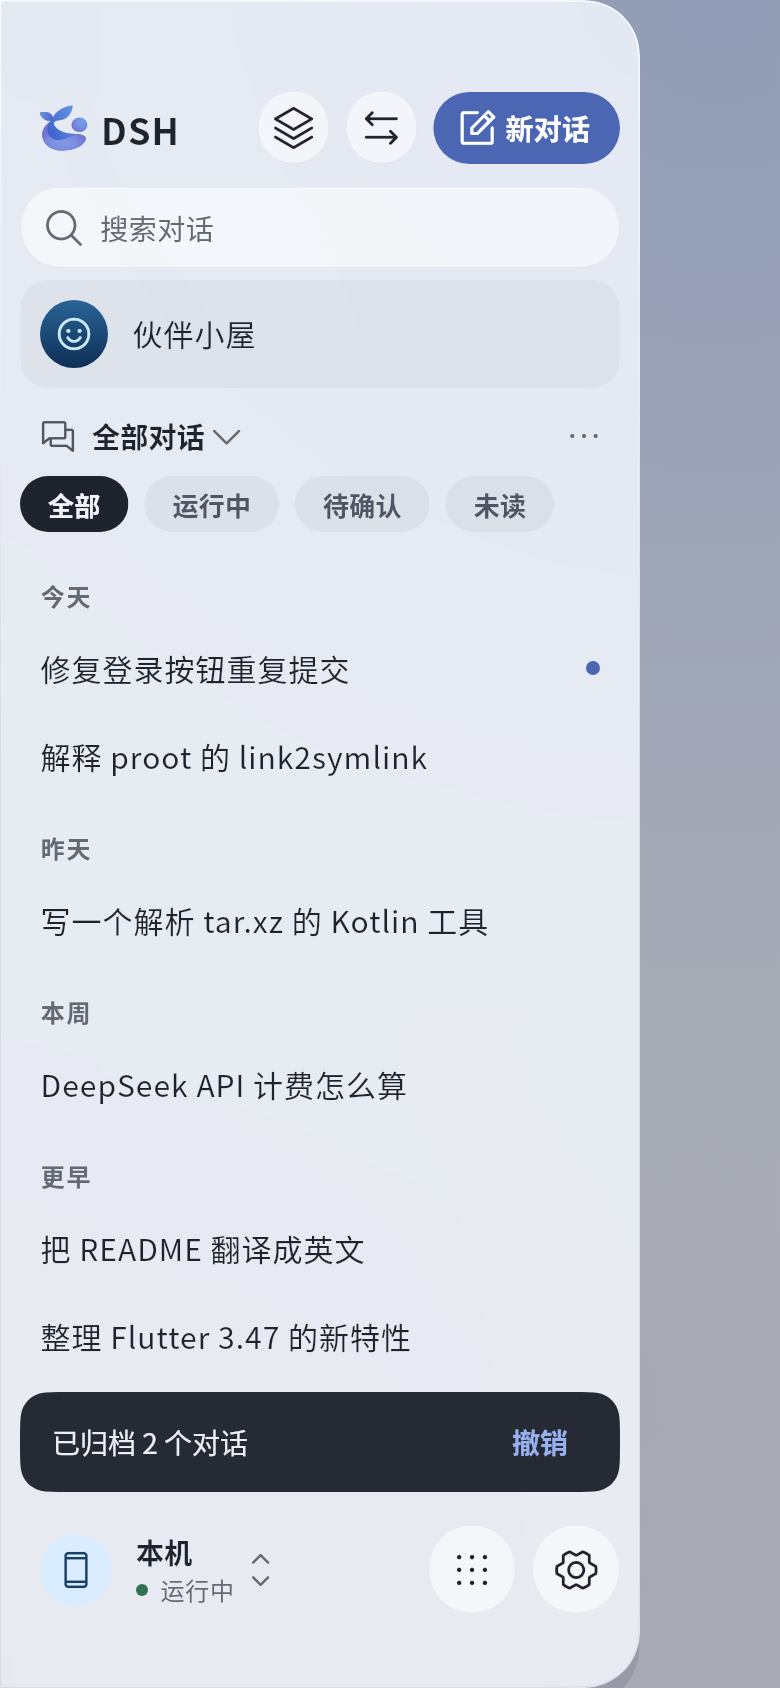 DSH
新对话
搜索对话
伙伴小屋
全部对话
全部 运行中 待确认 未读
今天
修复登录按钮重复提交
解释 proot 的 link2symlink
昨天
写一个解析 tar.xz 的 Kotlin 工具
本周
DeepSeek API 计费怎么算
更早
把 README 翻译成英文
整理 Flutter 3.47 的新特性
已归档 2 个对话 撤销
本机
运行中